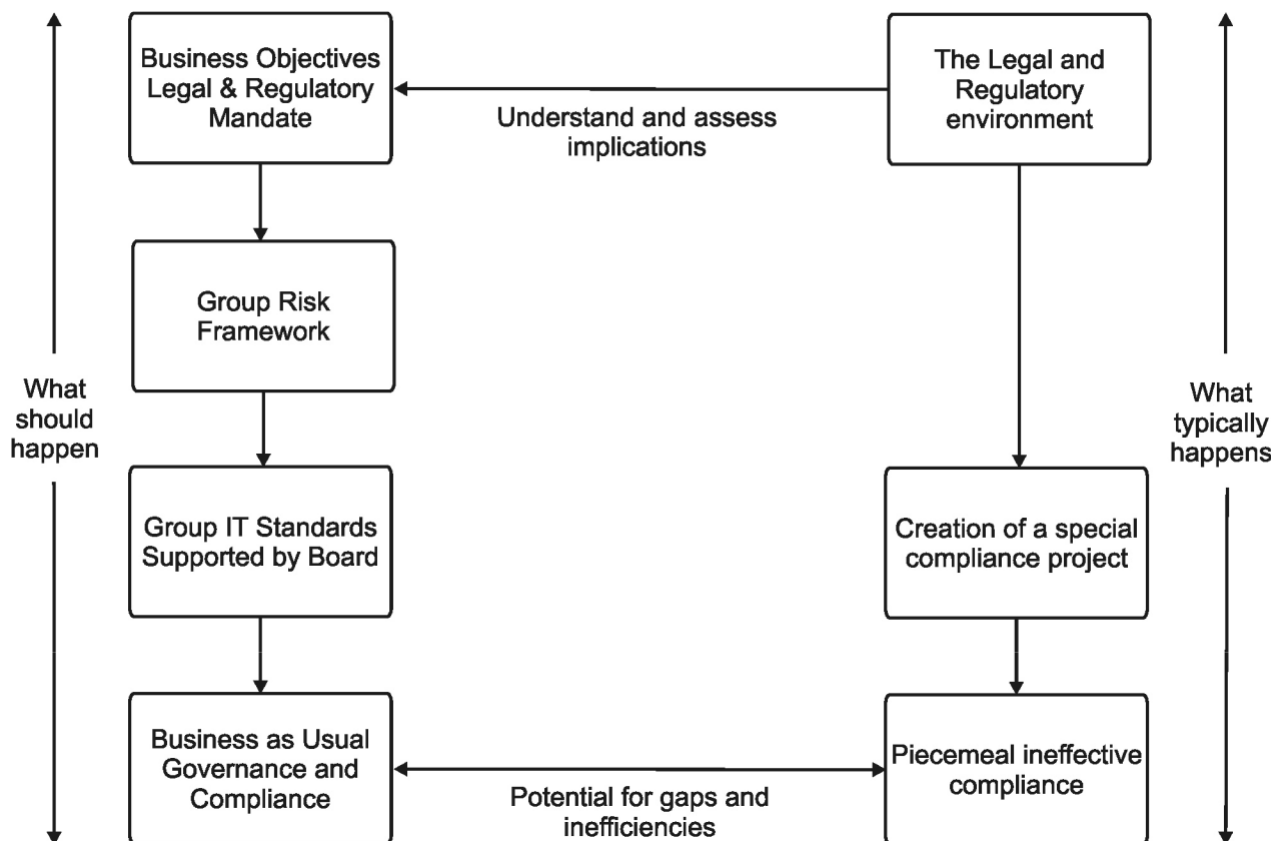 Business Objectives
Legal & Regulatory
Mandate
The Legal and
Regulatory
environment
Understand and assess
implications
Group Risk
Framework
What
should
happen
What
typically
happens
Group IT Standards
Supported by Board
Creation of a special
compliance project
Business as Usual
Governance and
Compliance
Piecemeal ineffective
compliance
Potential for gaps and
inefficiencies